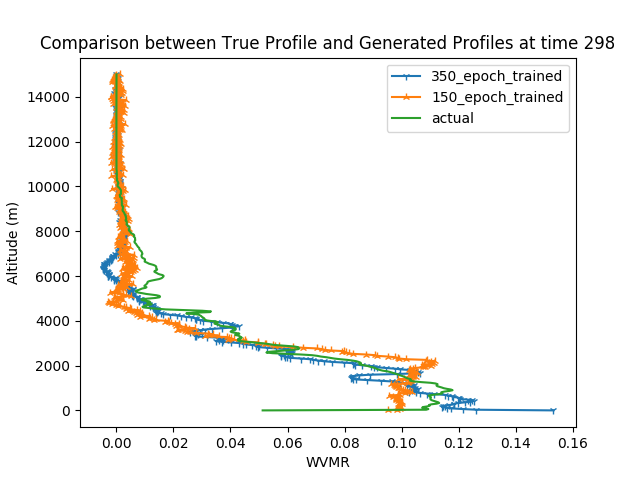 Comparison between True Profile and Generated Profiles at time 298
350_epoch_trained
150_epoch_trained
actual
Altitude (m)
14000
12000
10000
8000
6000
4000
2000
0
0.00 0.02 0.04 0.06 0.08 0.10 0.12 0.14 0.16
WVMR